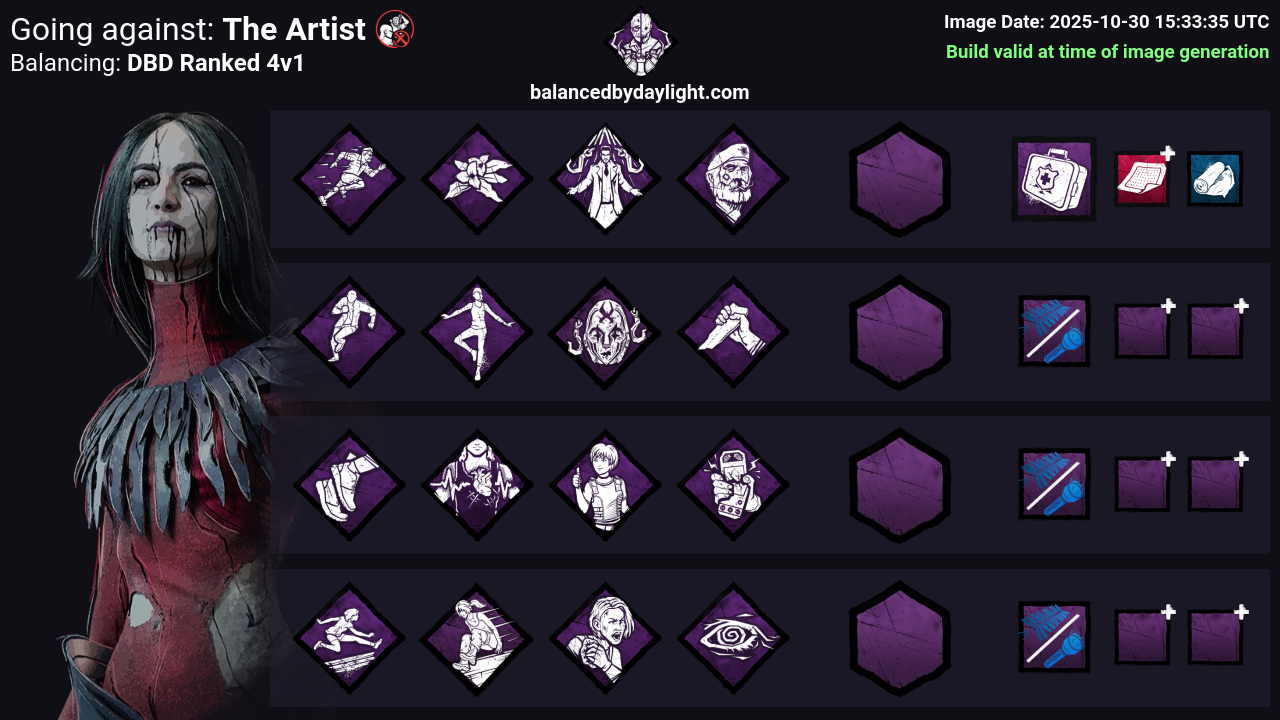 Going against: The Artist
Balancing: DBD Ranked 4v1
balancedbydaylight.com
Image Date: 2025-10-30 15:33:35 UTC
Build valid at time of image generation